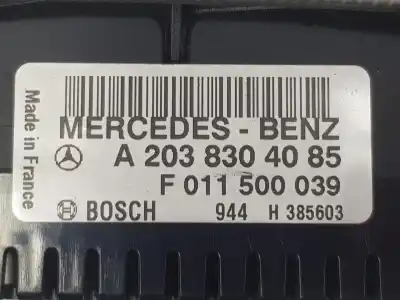 Made in France
MERCEDES - BENZ
A 203 830 40 85
F 011 500 039
BOSCH 944 H 385603